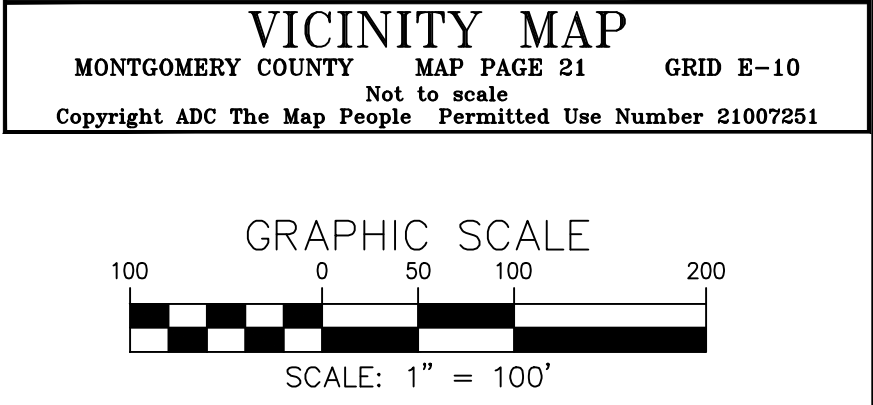 VICINITY MAP
MONTGOMERY COUNTY MAP PAGE 21 GRID E-10
Not to scale
Copyright ADC The Map People Permitted Use Number 21007251
GRAPHIC SCALE
100 0 50 100 200
SCALE: 1" = 100'